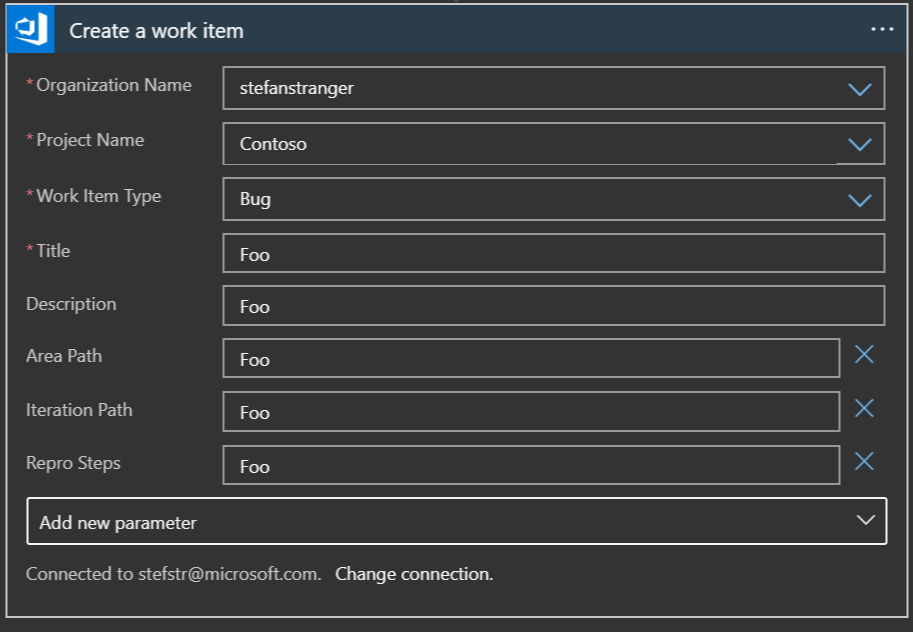 Create a work item
*Organization Name stefanstranger
*Project Name Contoso
*Work Item Type Bug
*Title Foo
Description Foo
Area Path Foo
Iteration Path Foo
Repro Steps Foo
Add new parameter
Connected to stefstr@microsoft.com. Change connection.